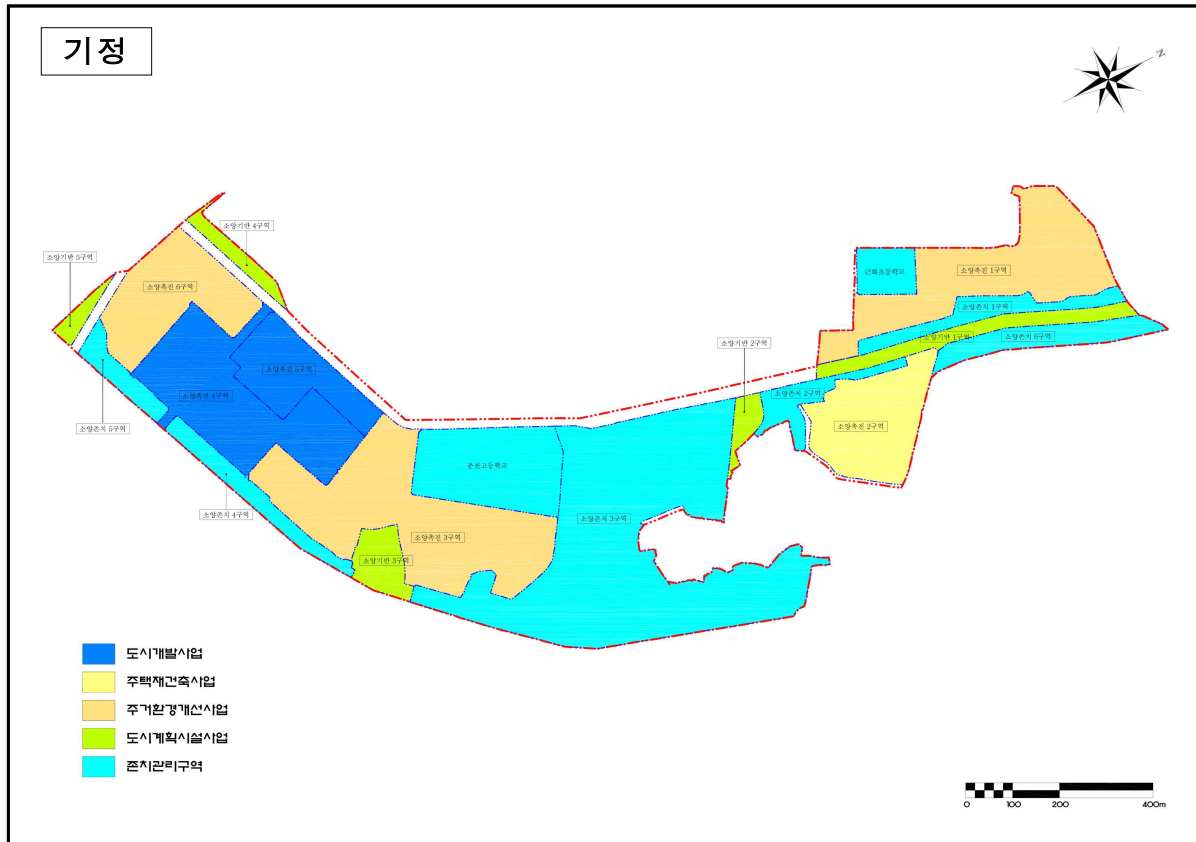 기정
N
소양기반 4구역
소양기반 5구역
소양촉진 6구역
근화초등학교
소양촉진 1구역
소양존치 1구역
소양기반 1구역
소양존치 6구역
소양기반 2구역
소양촉진 5구역
소양촉진 4구역
소양존치 2구역
소양존치 5구역
소양촉진 2구역
춘천고등학교
소양존치 4구역
소양존치 3구역
소양촉진 3구역
소양기반 3구역
도시개발사업
주택재건축사업
주거환경개선사업
도시계획시설사업
존치관리구역
0 100 200 400m